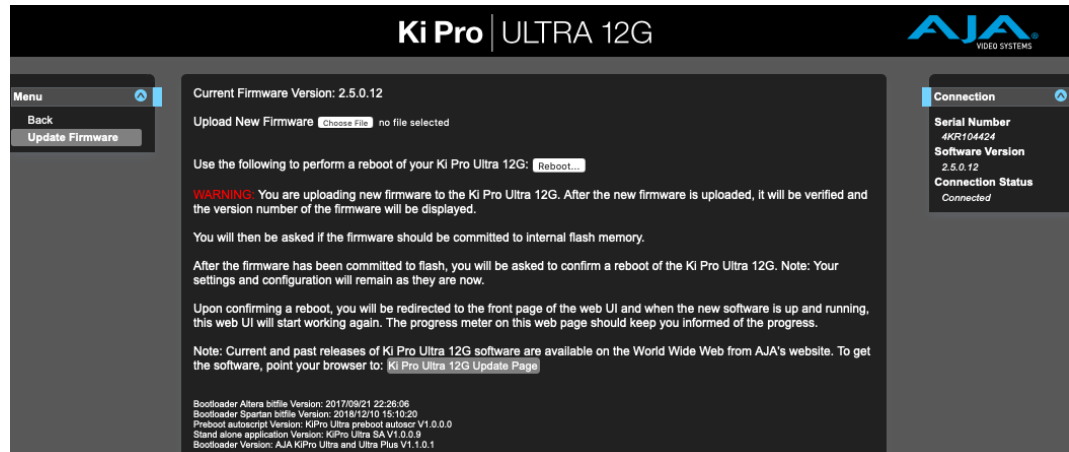 Ki Pro ULTRA 12G
AJA
VIDEO SYSTEMS
Menu
Back
Update Firmware
Current Firmware Version: 2.5.0.12
Upload New Firmware Choose File no file selected
Use the following to perform a reboot of your Ki Pro Ultra 12G: Reboot...
WARNING: You are uploading new firmware to the Ki Pro Ultra 12G. After the new firmware is uploaded, it will be verified and
the version number of the firmware will be displayed.
You will then be asked if the firmware should be committed to internal flash memory.
After the firmware has been committed to flash, you will be asked to confirm a reboot of the Ki Pro Ultra 12G. Note: Your
settings and configuration will remain as they are now.
Upon confirming a reboot, you will be redirected to the front page of the web UI and when the new software is up and running,
this web UI will start working again. The progress meter on this web page should keep you informed of the progress.
Note: Current and past releases of Ki Pro Ultra 12G software are available on the World Wide Web from AJA's website. To get
the software, point your browser to: Ki Pro Ultra 12G Update Page
Bootloader Altera bitfile Version: 2017/09/21 22:26:06
Bootloader Spartan bitfile Version: 2018/12/10 15:10:20
Preboot autoscript Version: KiPro Ultra preboot autoscr V1.0.0.0
Stand alone application Version: KiPro Ultra SA V1.0.0.9
Bootloader Version: AJA KiPro Ultra and Ultra Plus V1.1.0.1
Connection
Serial Number
4KR104424
Software Version
2.5.0.12
Connection Status
Connected